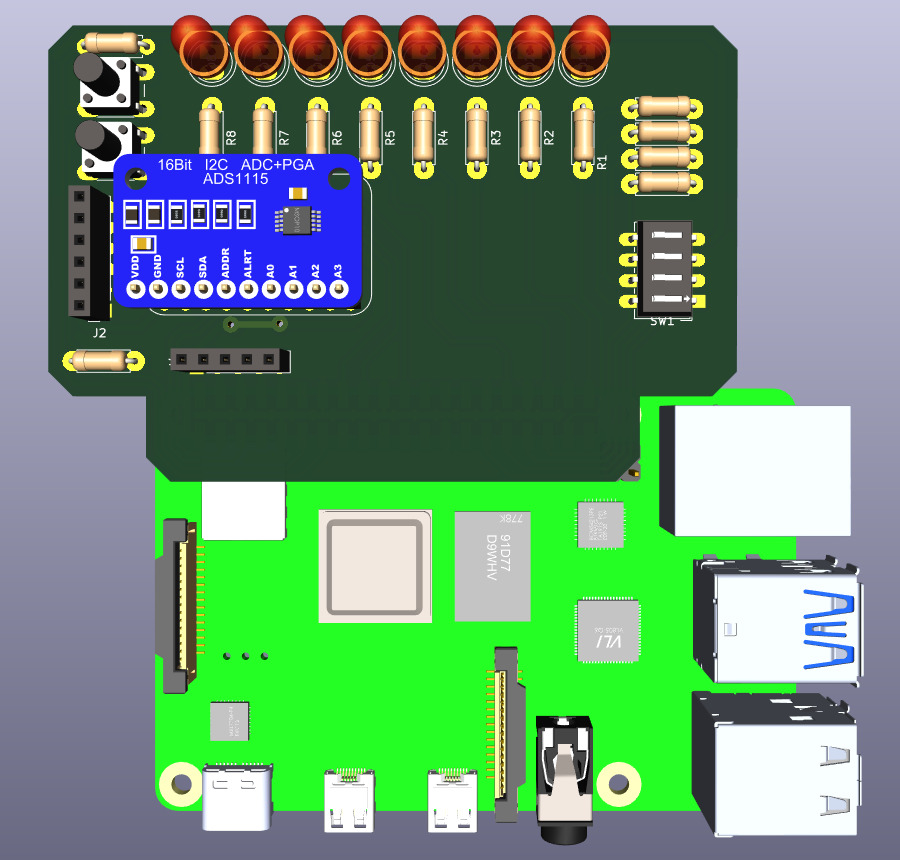 R8
R7
R6
R5
R4
R3
R2
R1
16Bit I2C ADC+PGA
ADS1115
VDD
GND
SCL
SDA
ADDR
ALRT
A0
A1
A2
A3
J2
SW1
778K
91D77
D9WHV
VLI